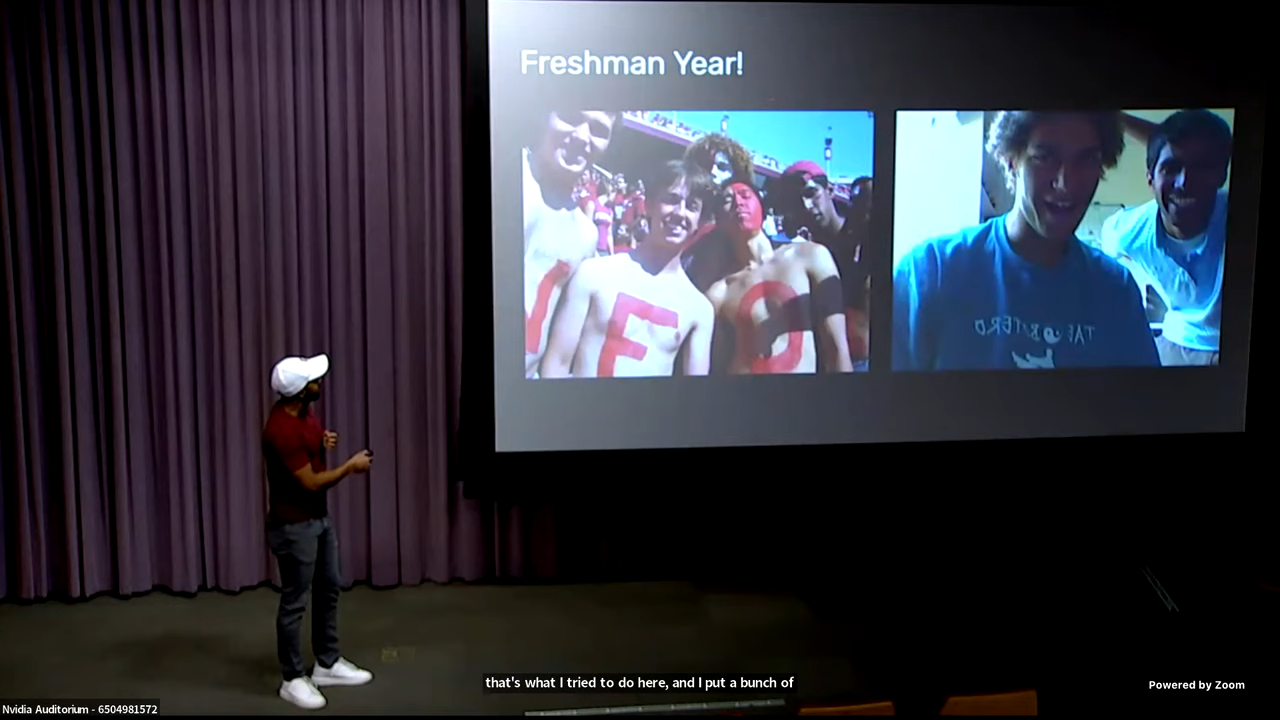 Freshman Year!
E
that's what I tried to do here, and I put a bunch of
Powered by Zoom
Nvidia Auditorium - 6504981572